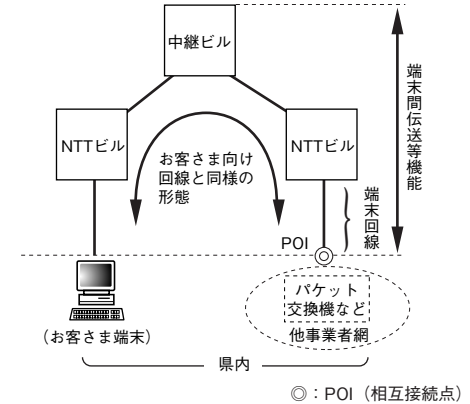 中継ビル
NTTビル
NTTビル
お客さま向け
回線と同様の
形態
端末間伝送等機能
端末回線
POI
パケット
交換機など
他事業者網
(お客さま端末)
県内
◎：POI（相互接続点）